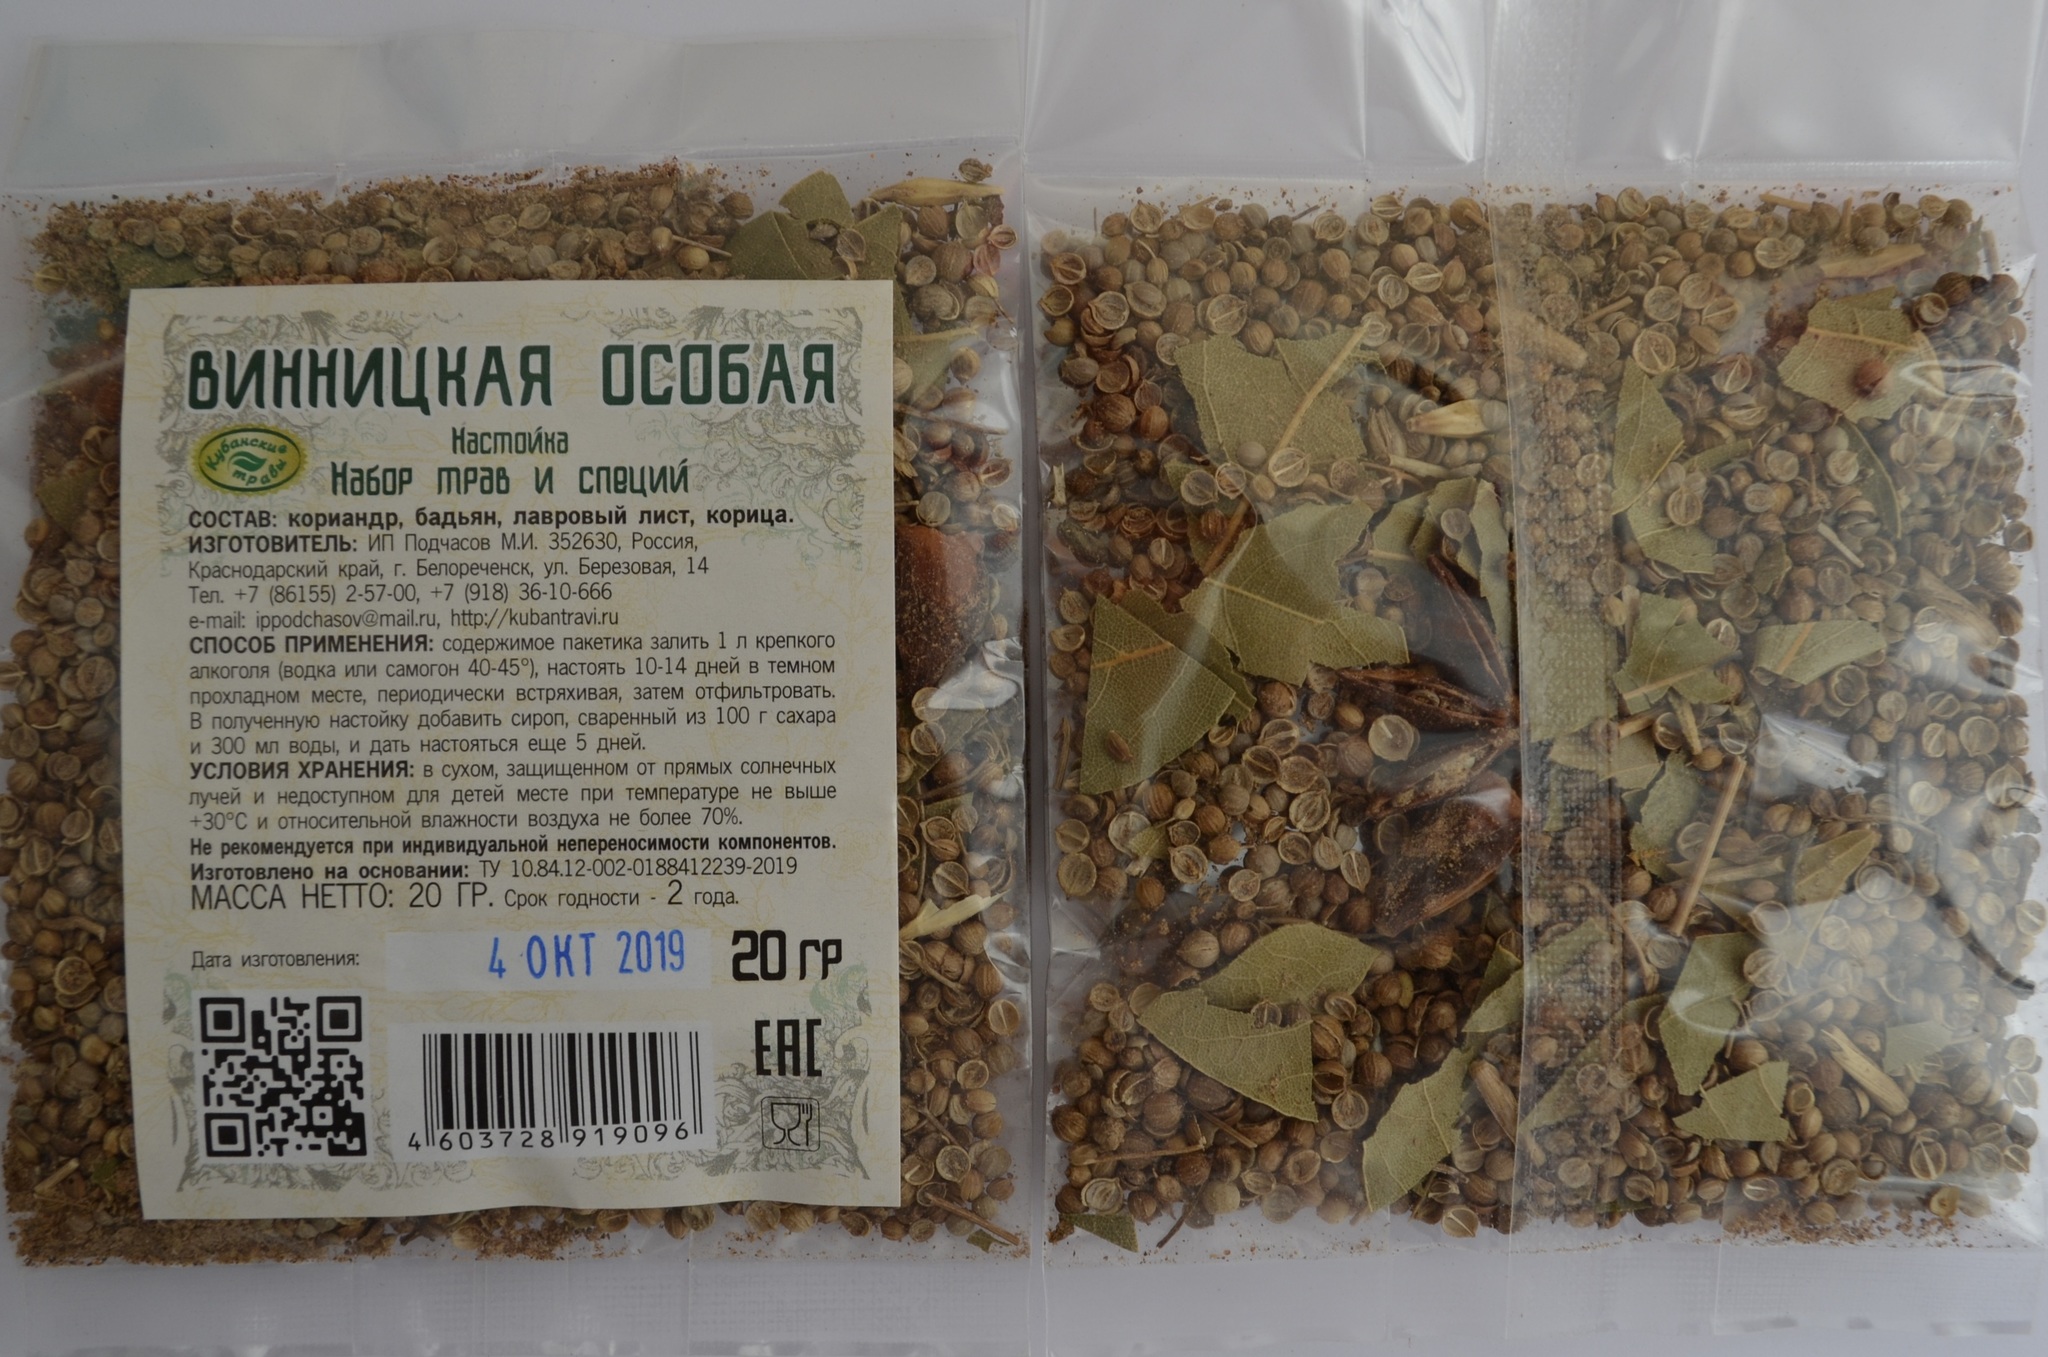 ВИННИЦКАЯ ОСОБАЯ
Кубанские
травы
Настойка
Набор трав и специй
СОСТАВ: кориандр, бадьян, лавровый лист, корица.
ИЗГОТОВИТЕЛЬ: ИП Подчасов М.И. 352630, Россия,
Краснодарский край, г. Белореченск, ул. Березовая, 14
Тел. +7 (86155) 2-57-00, +7 (918) 36-10-666
e-mail: ippodchasov@mail.ru, http://kubantravi.ru
СПОСОБ ПРИМЕНЕНИЯ: содержимое пакетика залить 1 л крепкого
алкоголя (водка или самогон 40-45°), настоять 10-14 дней в темном
прохладном месте, периодически встряхивая, затем отфильтровать.
В полученную настойку добавить сироп, сваренный из 100 г сахара
и 300 мл воды, и дать настояться еще 5 дней.
УСЛОВИЯ ХРАНЕНИЯ: в сухом, защищенном от прямых солнечных
лучей и недоступном для детей месте при температуре не выше
+30°С и относительной влажности воздуха не более 70%.
Не рекомендуется при индивидуальной непереносимости компонентов.
Изготовлено на основании: ТУ 10.84.12-002-0188412239-2019
МАССА НЕТТО: 20 ГР. Срок годности - 2 года.
Дата изготовления: 4 ОКТ 2019 20 гр
ЕАС
4 603728 919096